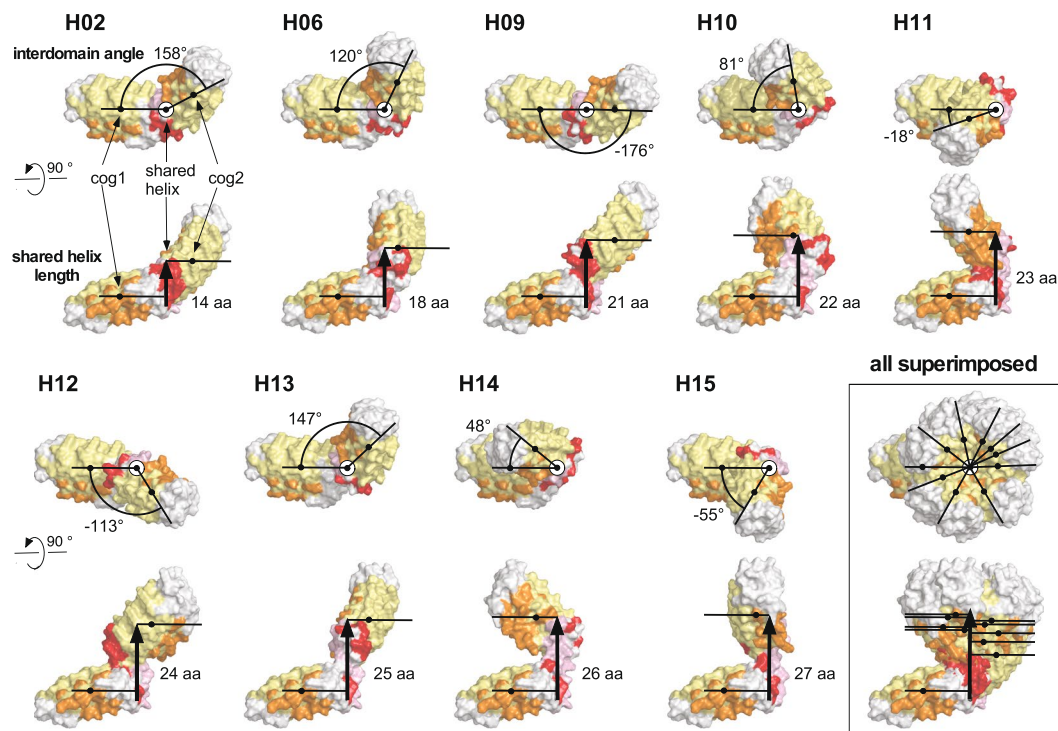 H02
H06
H09
H10
H11
interdomain angle
158°
120°
-176°
81°
-18°
90 °
cog1
shared
helix
cog2
shared helix
length
14 aa
18 aa
21 aa
22 aa
23 aa
H12
H13
H14
H15
all superimposed
-113°
147°
48°
-55°
90 °
24 aa
25 aa
26 aa
27 aa